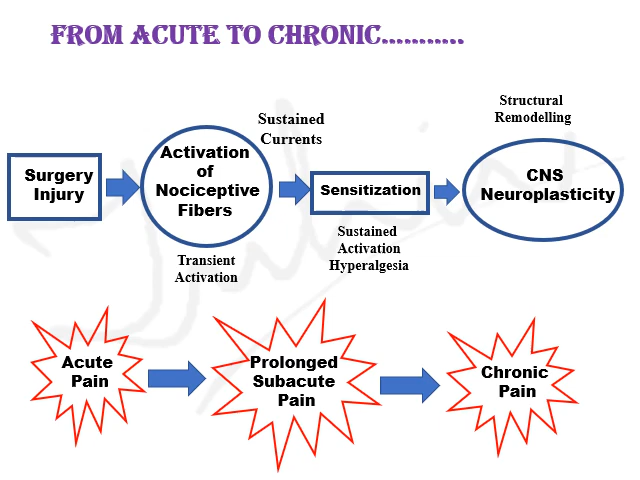 FROM ACUTE TO CHRONIC...........
Structural
Remodelling
Sustained
Currents
Surgery
Injury
Activation
of
Nociceptive
Fibers
Sensitization
CNS
Neuroplasticity
Transient
Activation
Sustained
Activation
Hyperalgesia
Acute
Pain
Prolonged
Subacute
Pain
Chronic
Pain